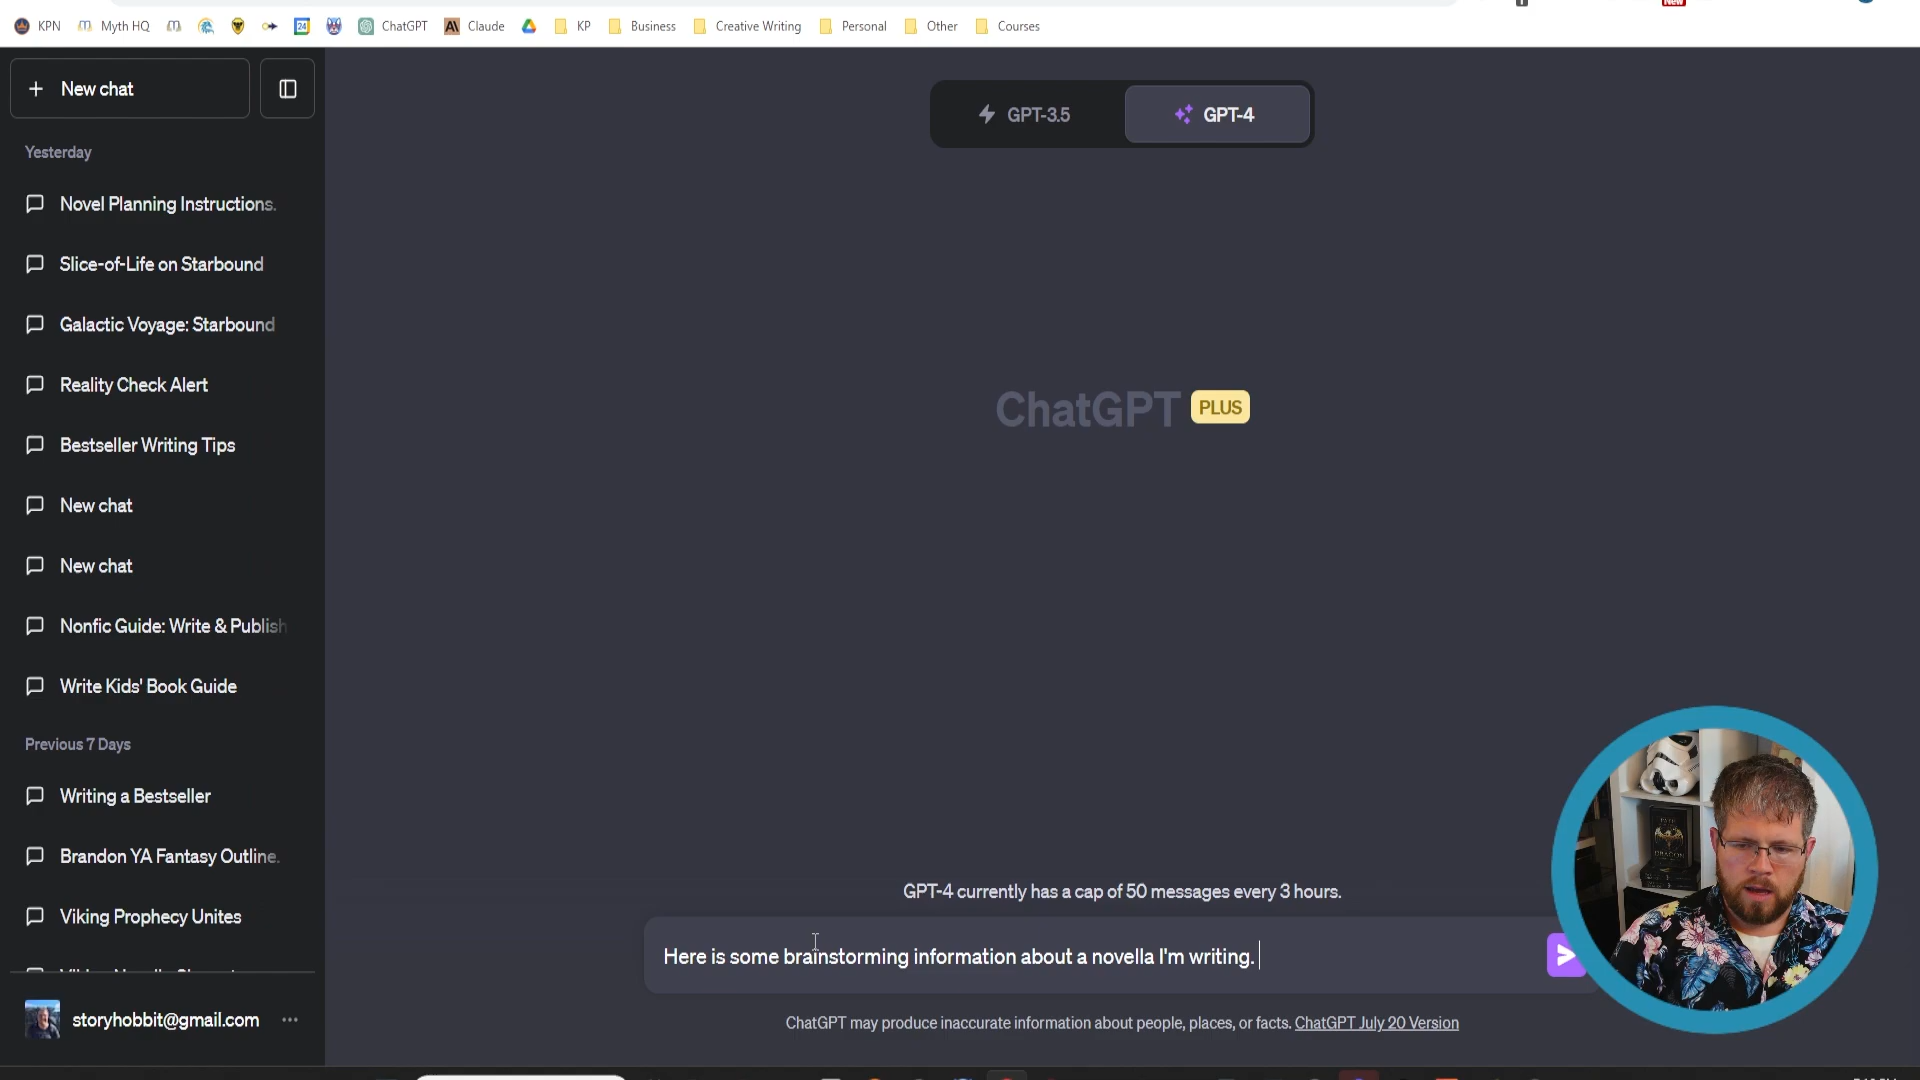 New
KPN
Myth HQ
24
ChatGPT
Claude
KP
Business
Creative Writing
Personal
Other
Courses
New chat
GPT-3.5
GPT-4
Yesterday
Novel Planning Instructions.
Slice-of-Life on Starbound
Galactic Voyage: Starbound
Reality Check Alert
Bestseller Writing Tips
New chat
New chat
Nonfic Guide: Write & Publish
Write Kids' Book Guide
Previous 7 Days
Writing a Bestseller
Brandon YA Fantasy Outline.
Viking Prophecy Unites
storyhobbit@gmail.com
ChatGPT PLUS
GPT-4 currently has a cap of 50 messages every 3 hours.
Here is some brainstorming information about a novella I'm writing.
ChatGPT may produce inaccurate information about people, places, or facts. ChatGPT July 20 Version
DRAGON